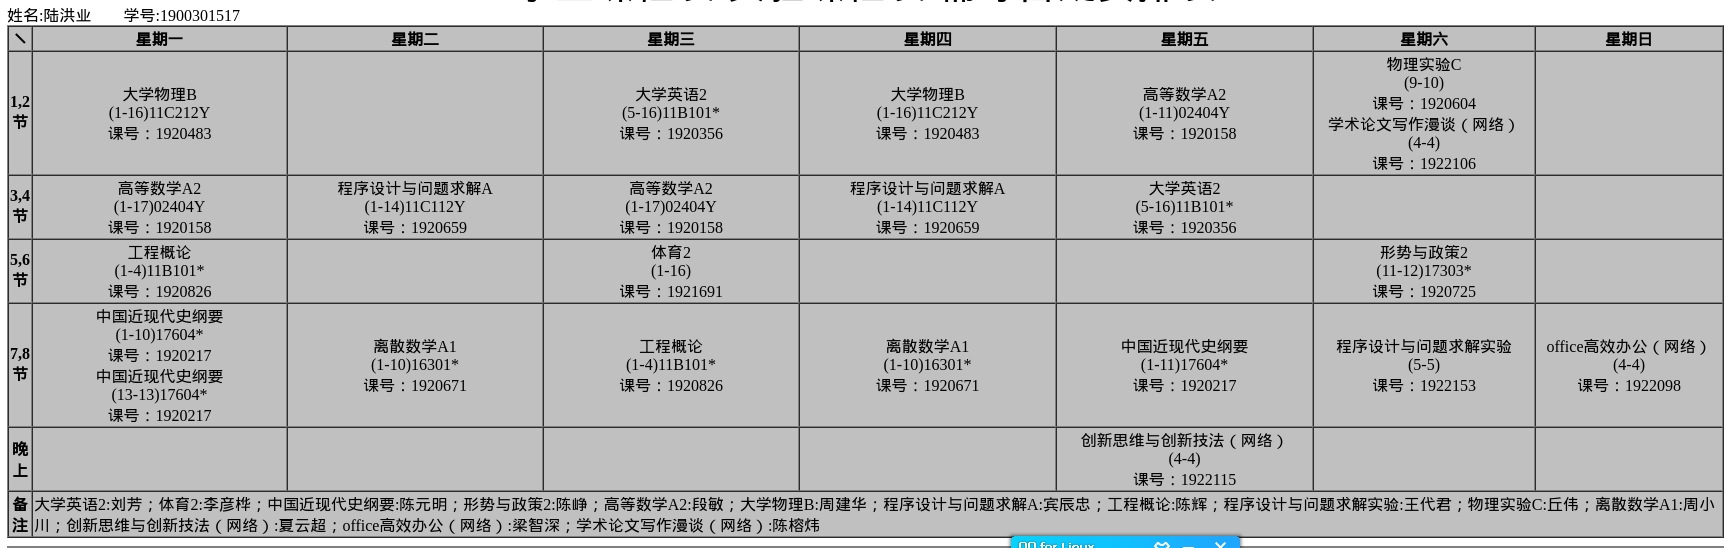 姓名:陆洪业 学号:1900301517
丶 星期一 星期二 星期三 星期四 星期五 星期六 星期日
1,2节
大学物理B
(1-16)11C212Y
课号：1920483
大学英语2
(5-16)11B101*
课号：1920356
大学物理B
(1-16)11C212Y
课号：1920483
高等数学A2
(1-11)02404Y
课号：1920158
物理实验C
(9-10)
课号：1920604
学术论文写作漫谈（网络）
(4-4)
课号：1922106
3,4节
高等数学A2
(1-17)02404Y
课号：1920158
程序设计与问题求解A
(1-14)11C112Y
课号：1920659
高等数学A2
(1-17)02404Y
课号：1920158
程序设计与问题求解A
(1-14)11C112Y
课号：1920659
大学英语2
(5-16)11B101*
课号：1920356
5,6节
工程概论
(1-4)11B101*
课号：1920826
体育2
(1-16)
课号：1921691
形势与政策2
(11-12)17303*
课号：1920725
7,8节
中国近现代史纲要
(1-10)17604*
课号：1920217
中国近现代史纲要
(13-13)17604*
课号：1920217
离散数学A1
(1-10)16301*
课号：1920671
工程概论
(1-4)11B101*
课号：1920826
离散数学A1
(1-10)16301*
课号：1920671
中国近现代史纲要
(1-11)17604*
课号：1920217
程序设计与问题求解实验
(5-5)
课号：1922153
office高效办公（网络）
(4-4)
课号：1922098
晚上
创新思维与创新技法（网络）
(4-4)
课号：1922115
备注
大学英语2:刘芳；体育2:李彦桦；中国近现代史纲要:陈元明；形势与政策2:陈峥；高等数学A2:段敏；大学物理B:周建华；程序设计与问题求解A:宾辰忠；工程概论:陈辉；程序设计与问题求解实验:王代君；物理实验C:丘伟；离散数学A1:周小
川；创新思维与创新技法（网络）:夏云超；office高效办公（网络）:梁智深；学术论文写作漫谈（网络）:陈榕炜
QQ for Linux